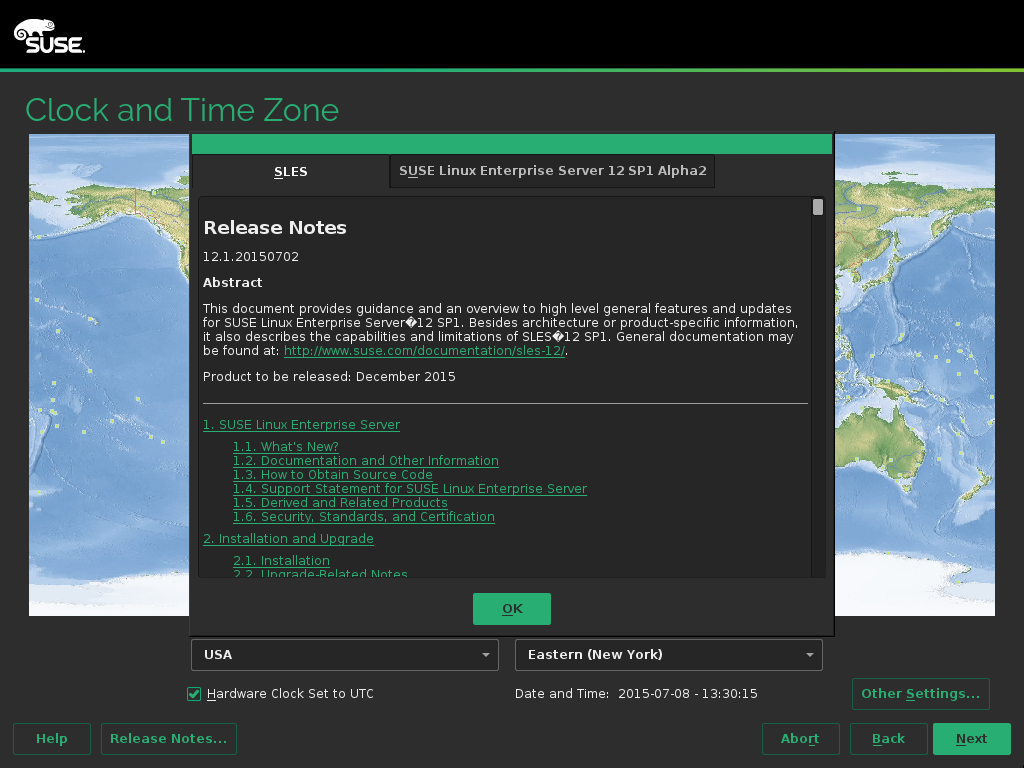 SUSE.
Clock and Time Zone
SLES
SUSE Linux Enterprise Server 12 SP1 Alpha2
Release Notes
12.1.20150702
Abstract
This document provides guidance and an overview to high level general features and updates
for SUSE Linux Enterprise Server�12 SP1. Besides architecture or product-specific information,
it also describes the capabilities and limitations of SLES�12 SP1. General documentation may
be found at: http://www.suse.com/documentation/sles-12/.
Product to be released: December 2015
1. SUSE Linux Enterprise Server
1.1. What's New?
1.2. Documentation and Other Information
1.3. How to Obtain Source Code
1.4. Support Statement for SUSE Linux Enterprise Server
1.5. Derived and Related Products
1.6. Security, Standards, and Certification
2. Installation and Upgrade
2.1. Installation
2.2. Upgrade-Related Notes
OK
USA
Eastern (New York)
Hardware Clock Set to UTC
Date and Time: 2015-07-08 - 13:30:15
Other Settings...
Help
Release Notes...
Abort
Back
Next